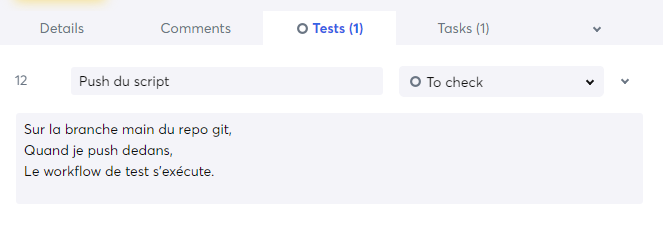 Details Comments Tests (1) Tasks (1)
12 Push du script To check
Sur la branche main du repo git,
Quand je push dedans,
Le workflow de test s'exécute.